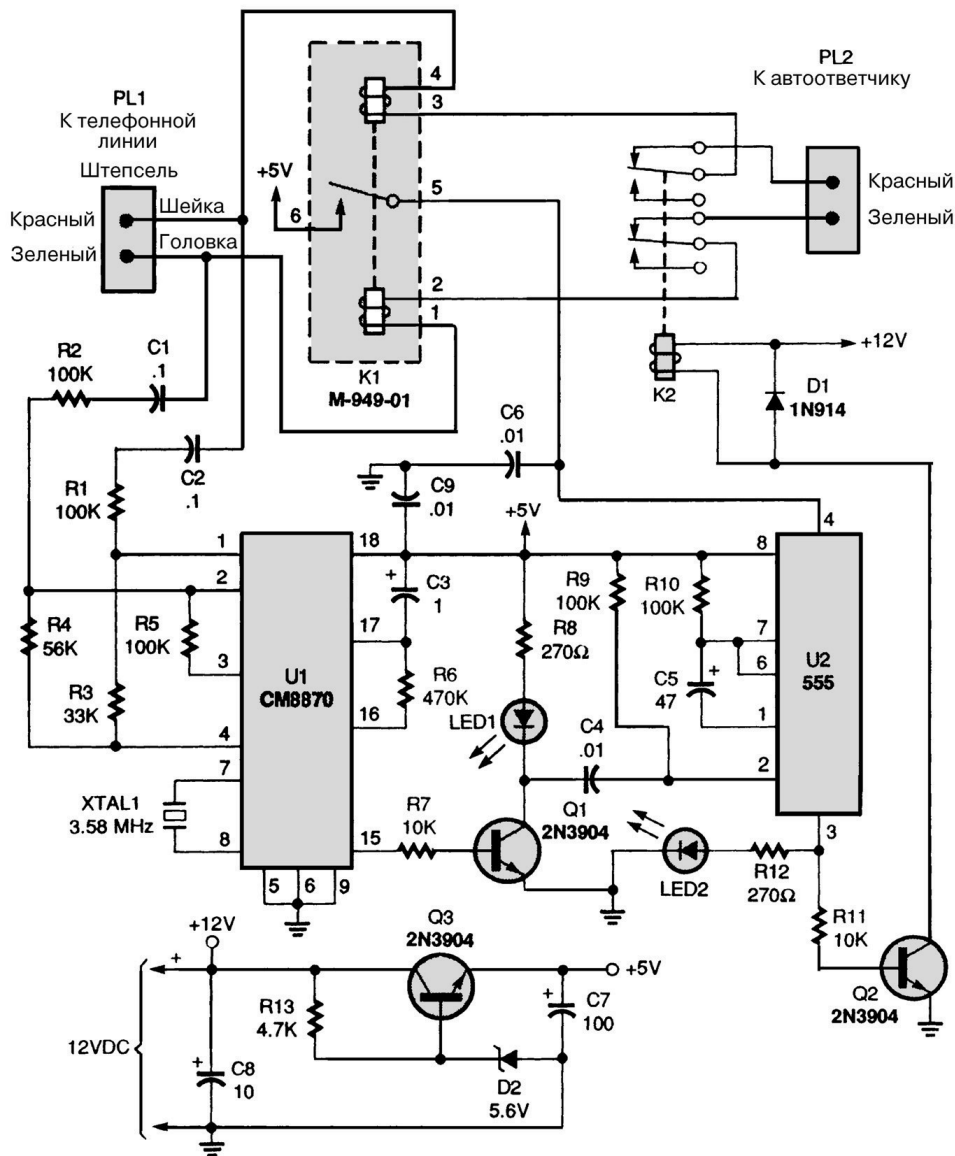 PL1
К телефонной
линии
Штепсель
Красный
Шейка
Зеленый
Головка
+5V
6
4
3
5
2
1
K1
M-949-01
PL2
К автоответчику
Красный
Зеленый
K2
+12V
D1
1N914
R2
100K
C1
.1
C2
.1
R1
100K
C6
.01
C9
.01
+5V
1
2
3
4
7
8
18
17
16
15
5
6
9
U1
CM8870
R4
56K
R5
100K
R3
33K
XTAL1
3.58 MHz
+
C3
1
R6
470K
R7
10K
R8
270Ω
LED1
C4
.01
Q1
2N3904
R9
100K
R10
100K
C5
47
+
4
8
7
6
1
2
3
U2
555
LED2
R12
270Ω
R11
10K
Q2
2N3904
+12V
+
12VDC
+
C8
10
R13
4.7K
Q3
2N3904
D2
5.6V
+
C7
100
+5V